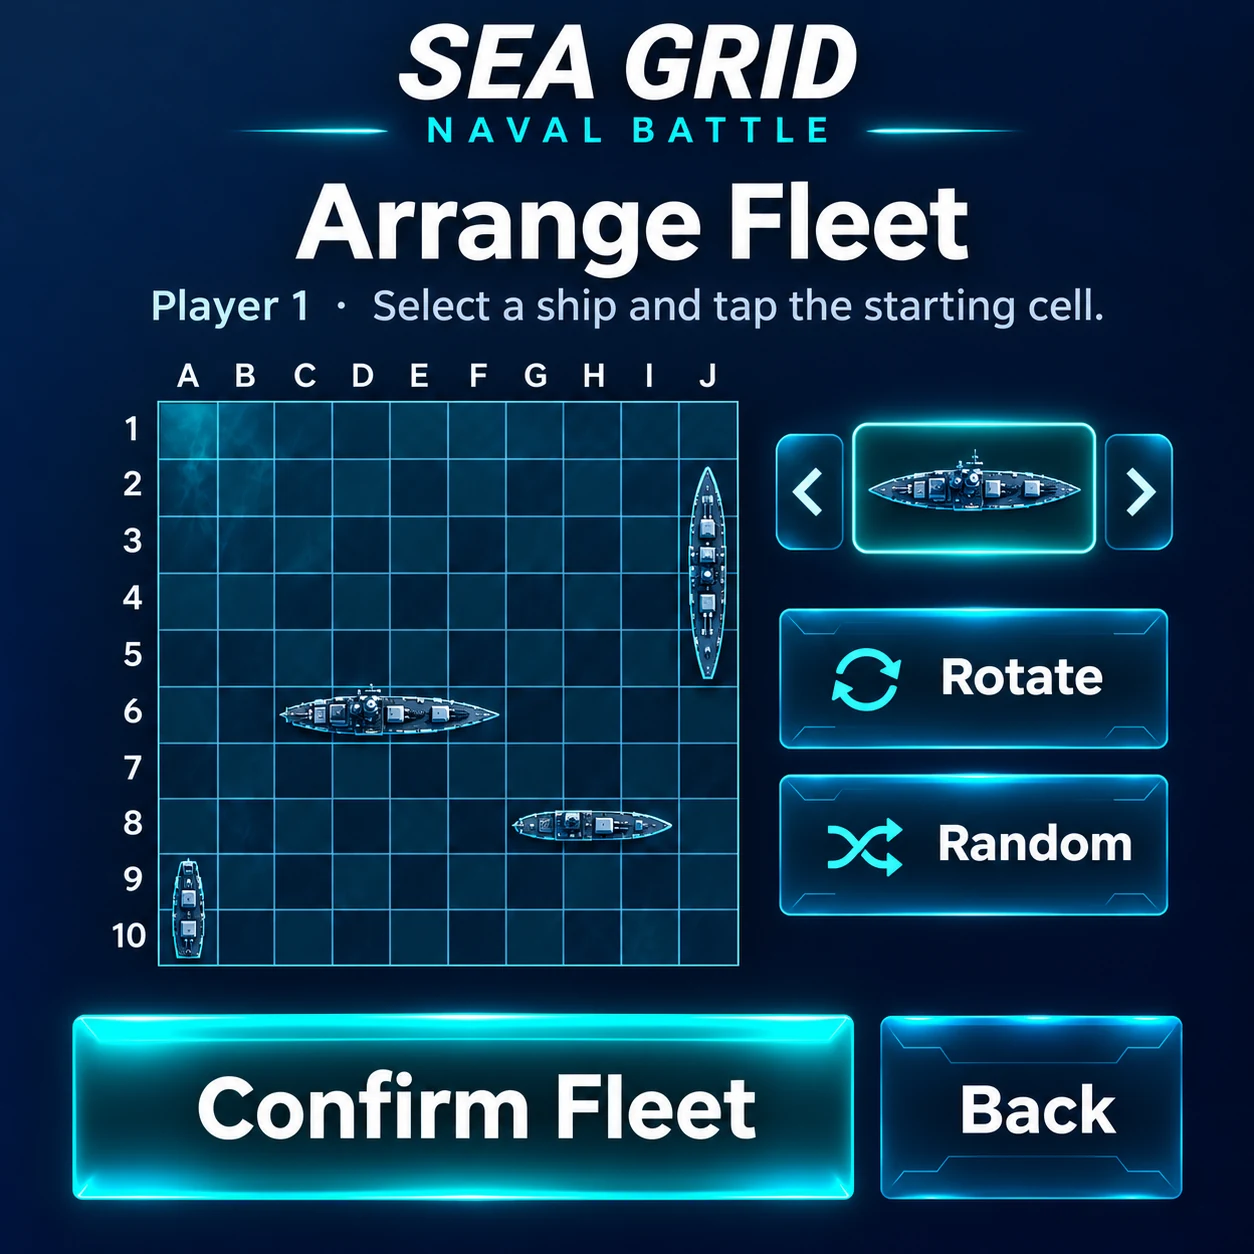 SEA GRID
NAVAL BATTLE
Arrange Fleet
Player 1 · Select a ship and tap the starting cell.
A B C D E F G H I J
1
2
3
4
5
6
7
8
9
10
Rotate
Random
Confirm Fleet
Back